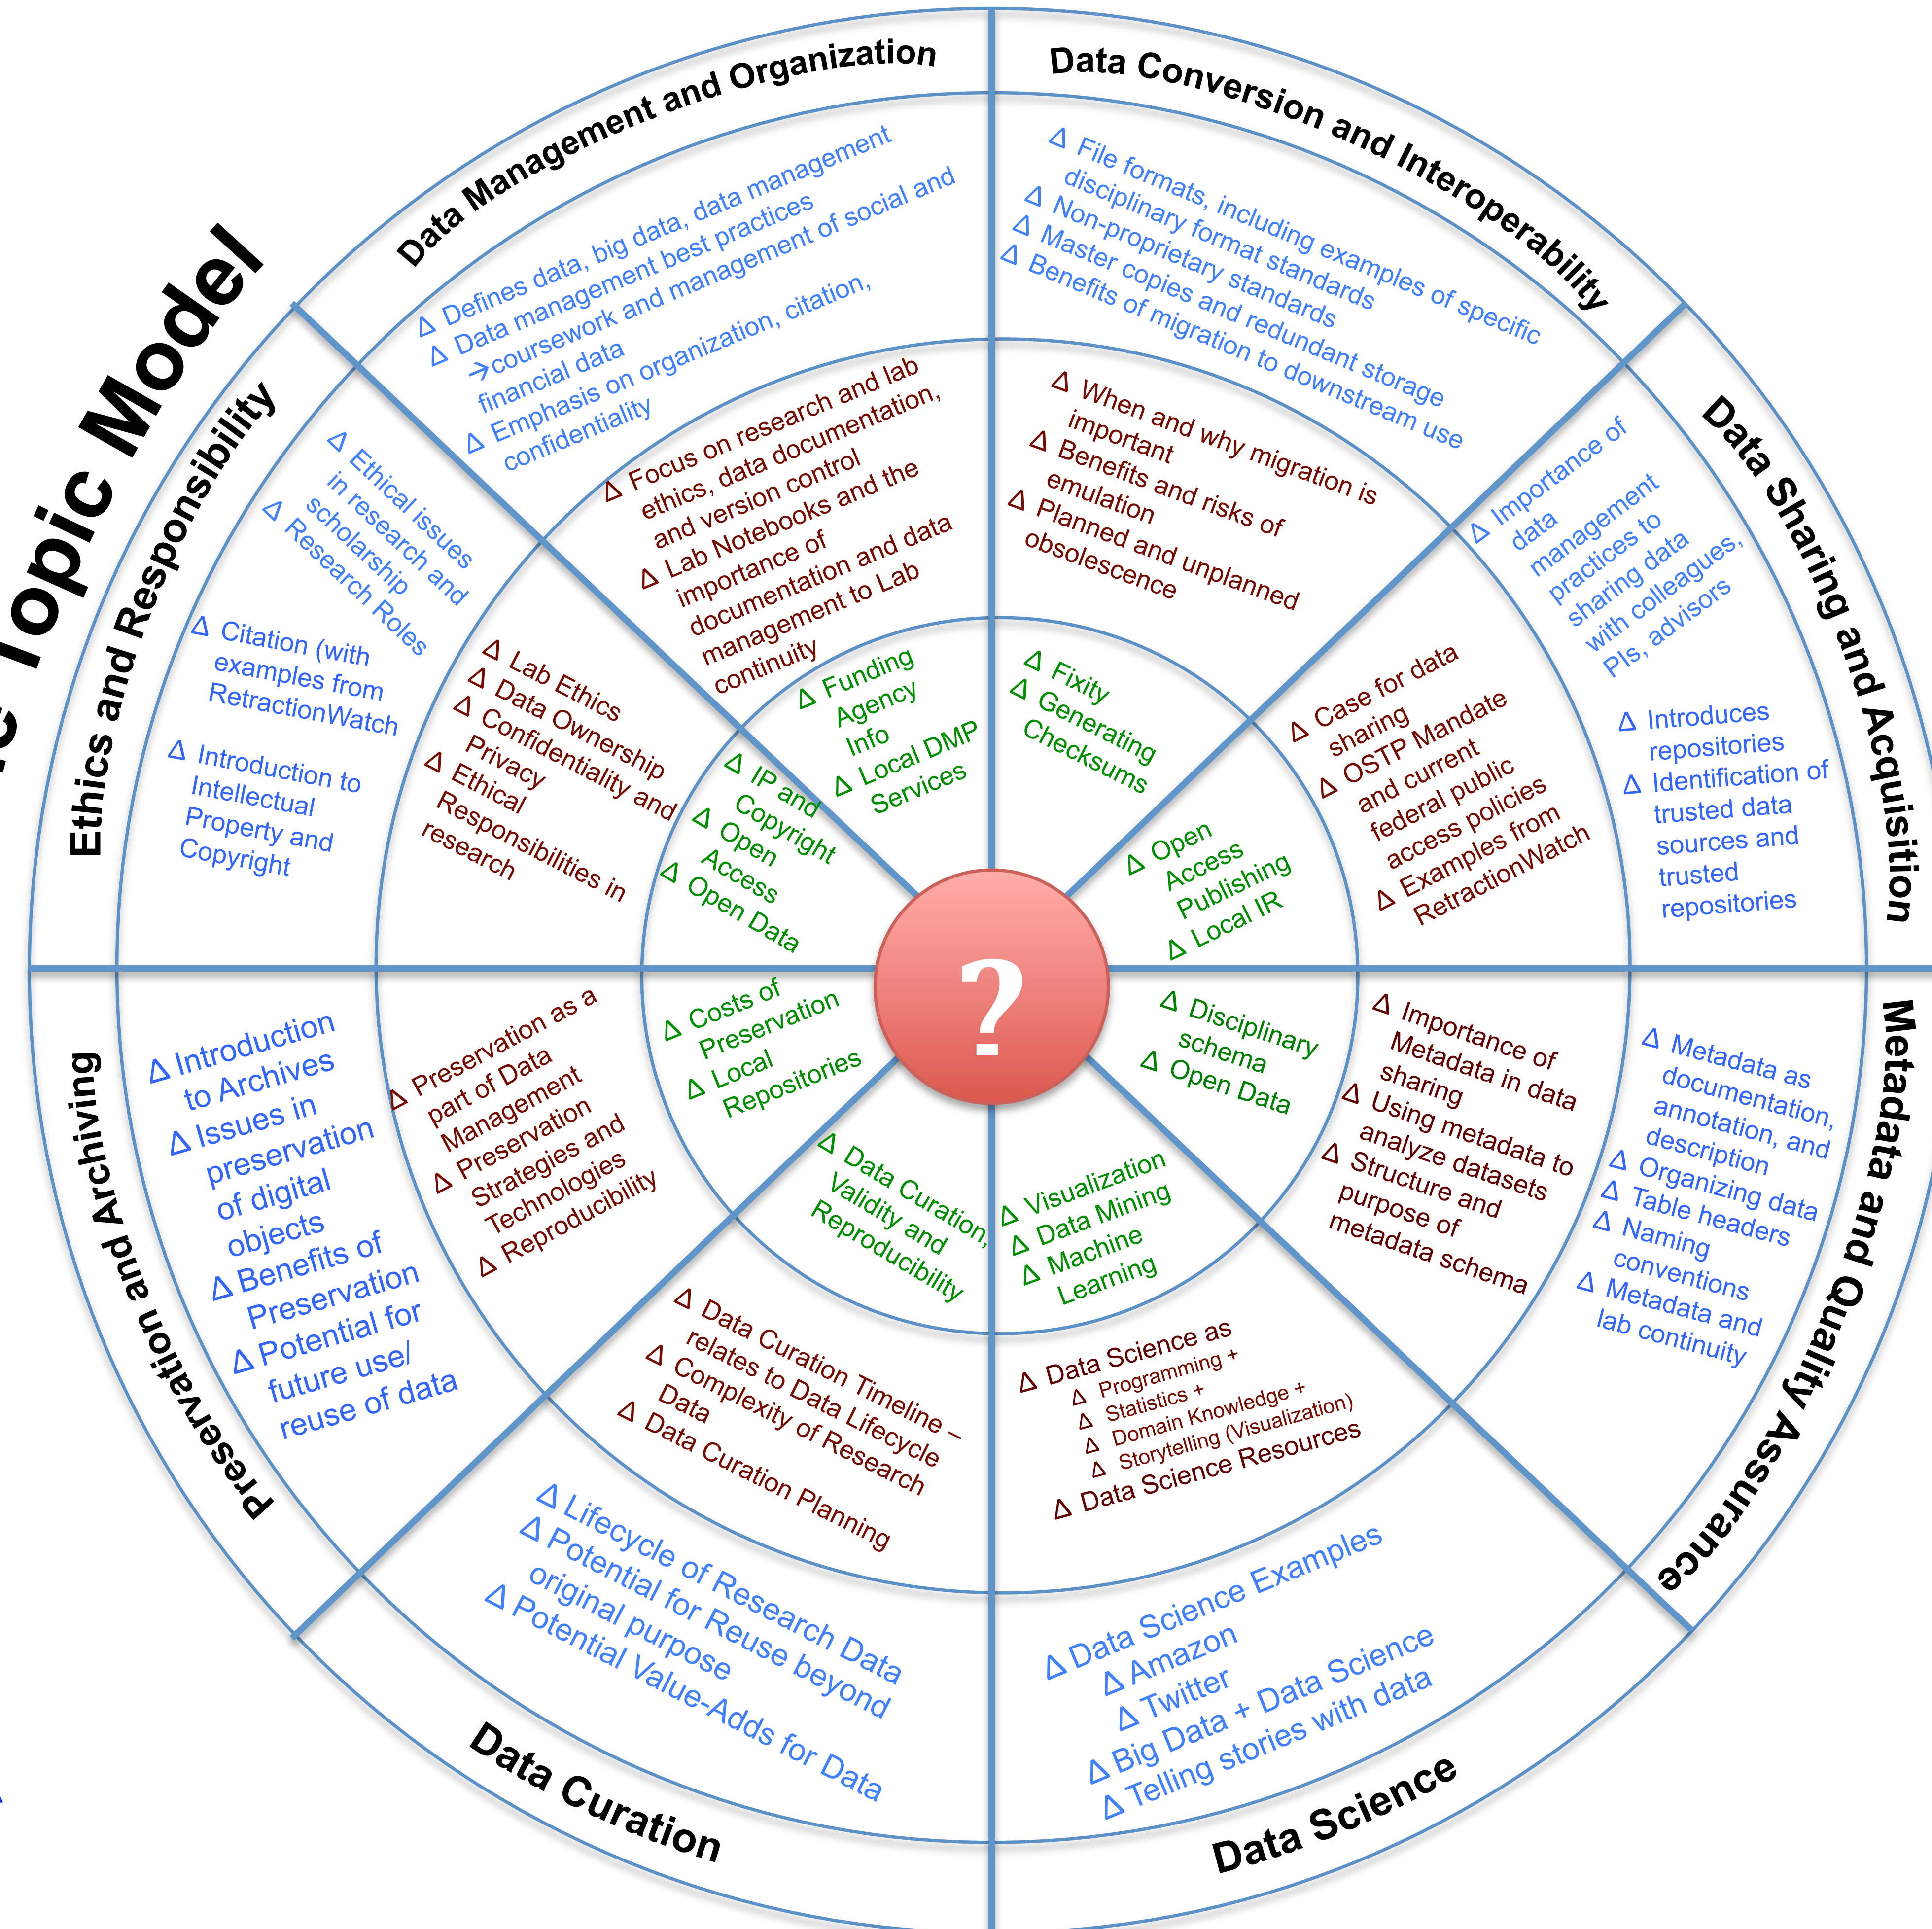 Topic Model
Data Management and Organization
Δ Defines data, big data, data management
Δ Data management best practices
→coursework and management of social and
financial data
Δ Emphasis on organization, citation,
confidentiality
Δ Focus on research and lab
ethics, data documentation,
and version control
Δ Lab Notebooks and the
importance of
documentation and data
management to Lab
continuity
Δ Funding
Agency
Info
Δ Local DMP
Services
Data Conversion and Interoperability
Δ File formats, including examples of specific
disciplinary format standards
Δ Non-proprietary standards
Δ Master copies and redundant storage
Δ Benefits of migration to downstream use
Δ When and why migration is
important
Δ Benefits and risks of
emulation
Δ Planned and unplanned
obsolescence
Δ Fixity
Δ Generating
Checksums
Data Sharing and Acquisition
Δ Importance of
data
management
practices to
sharing data
with colleagues,
PIs, advisors
Δ Introduces
repositories
Δ Identification of
trusted data
sources and
trusted
repositories
Δ Case for data
sharing
Δ OSTP Mandate
and current
federal public
access policies
Δ Examples from
RetractionWatch
Δ Open
Access
Publishing
Δ Local IR
Metadata and Quality Assurance
Δ Metadata as
documentation,
annotation, and
description
Δ Organizing data
Δ Table headers
Δ Naming
conventions
Δ Metadata and
lab continuity
Δ Importance of
Metadata in data
sharing
Δ Using metadata to
analyze datasets
Δ Structure and
purpose of
metadata schema
Δ Disciplinary
schema
Δ Open Data
Data Science
Δ Visualization
Δ Data Mining
Δ Machine
Learning
Δ Data Science as
Δ Programming +
Δ Statistics +
Δ Domain Knowledge +
Δ Storytelling (Visualization)
Δ Data Science Resources
Δ Data Science Examples
Δ Amazon
Δ Twitter
Δ Big Data + Data Science
Δ Telling stories with data
Data Curation
Δ Data Curation,
Validity and
Reproducibility
Δ Data Curation Timeline –
relates to Data Lifecycle
Δ Complexity of Research
Data
Δ Data Curation Planning
Δ Lifecycle of Research Data
Δ Potential for Reuse beyond
original purpose
Δ Potential Value-Adds for Data
Preservation and Archiving
Δ Introduction
to Archives
Δ Issues in
preservation
of digital
objects
Δ Benefits of
Preservation
Δ Potential for
future use/
reuse of data
Δ Preservation as a
part of Data
Management
Δ Preservation
Strategies and
Technologies
Δ Reproducibility
Δ Costs of
Preservation
Δ Local
Repositories
Ethics and Responsibility
Δ Ethical issues
in research and
scholarship
Δ Research Roles
Δ Citation (with
examples from
RetractionWatch
Δ Introduction to
Intellectual
Property and
Copyright
Δ Lab Ethics
Δ Data Ownership
Δ Confidentiality and
Privacy
Δ Ethical
Responsibilities in
research
Δ IP and
Copyright
Δ Open
Access
Δ Open Data
?